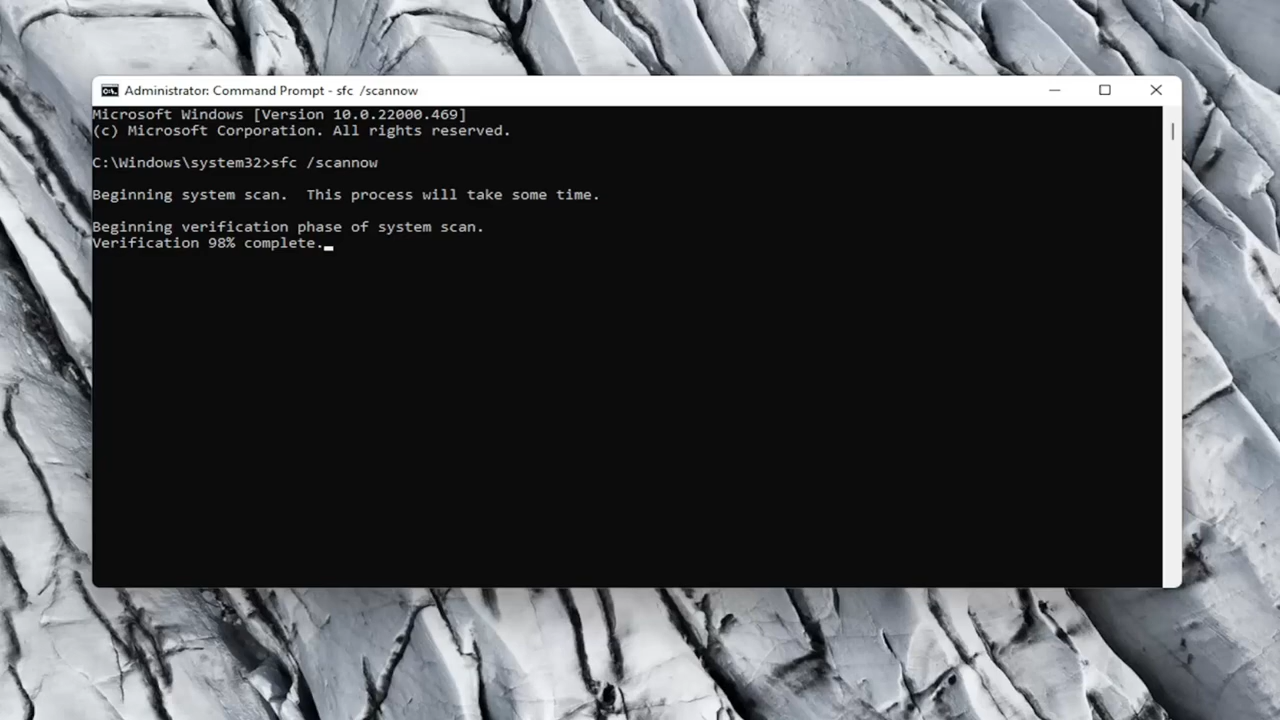 Administrator: Command Prompt - sfc  /scannow
Microsoft Windows [Version 10.0.22000.469]
(c) Microsoft Corporation. All rights reserved.
C:\Windows\system32>sfc /scannow
Beginning system scan.  This process will take some time.
Beginning verification phase of system scan.
Verification 98% complete.